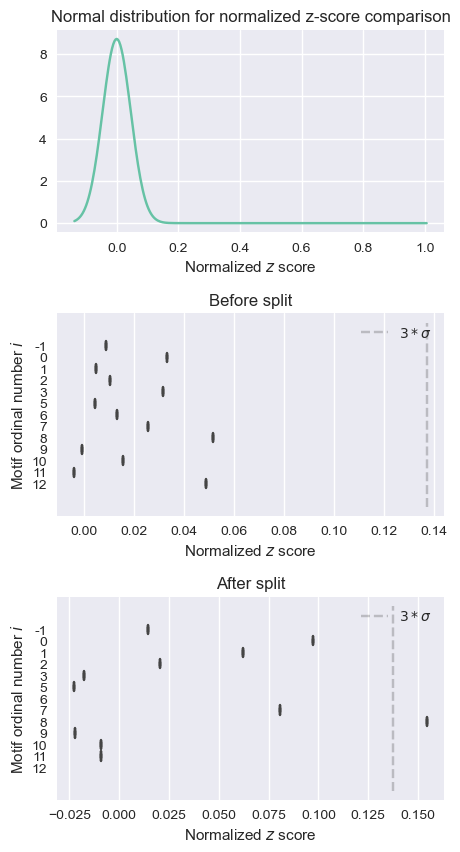 Normal distribution for normalized z-score comparison
8
6
4
2
0
0.0 0.2 0.4 0.6 0.8 1.0
Normalized z score
Before split
3 * σ
Motif ordinal number i
-1
0
1
2
3
5
6
7
8
9
10
11
12
0.00 0.02 0.04 0.06 0.08 0.10 0.12 0.14
Normalized z score
After split
3 * σ
Motif ordinal number i
-1
0
1
2
3
5
6
7
8
9
10
11
12
−0.025 0.000 0.025 0.050 0.075 0.100 0.125 0.150
Normalized z score